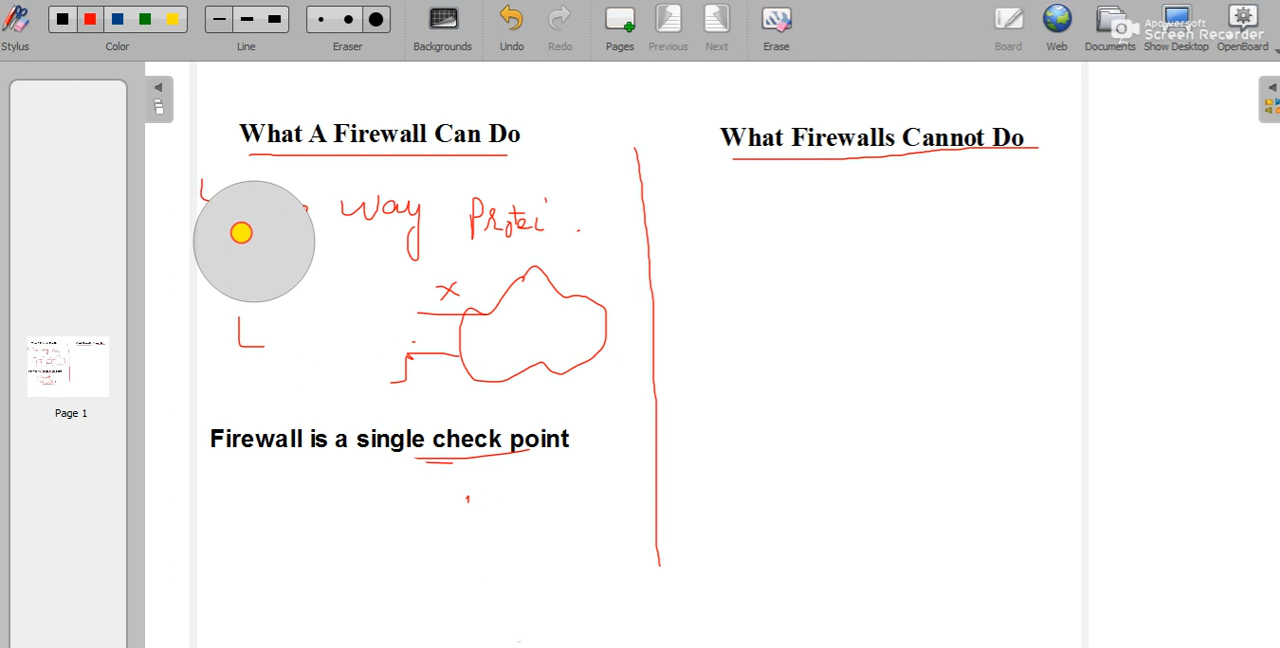 Stylus Color Line Eraser Backgrounds Undo Redo Pages Previous Next Erase Board Web Documents Show Desktop OpenBoard
Apowersoft
Screen Recorder
What A Firewall Can Do
What Firewalls Cannot Do
way
x
L
Firewall is a single check point
Page 1